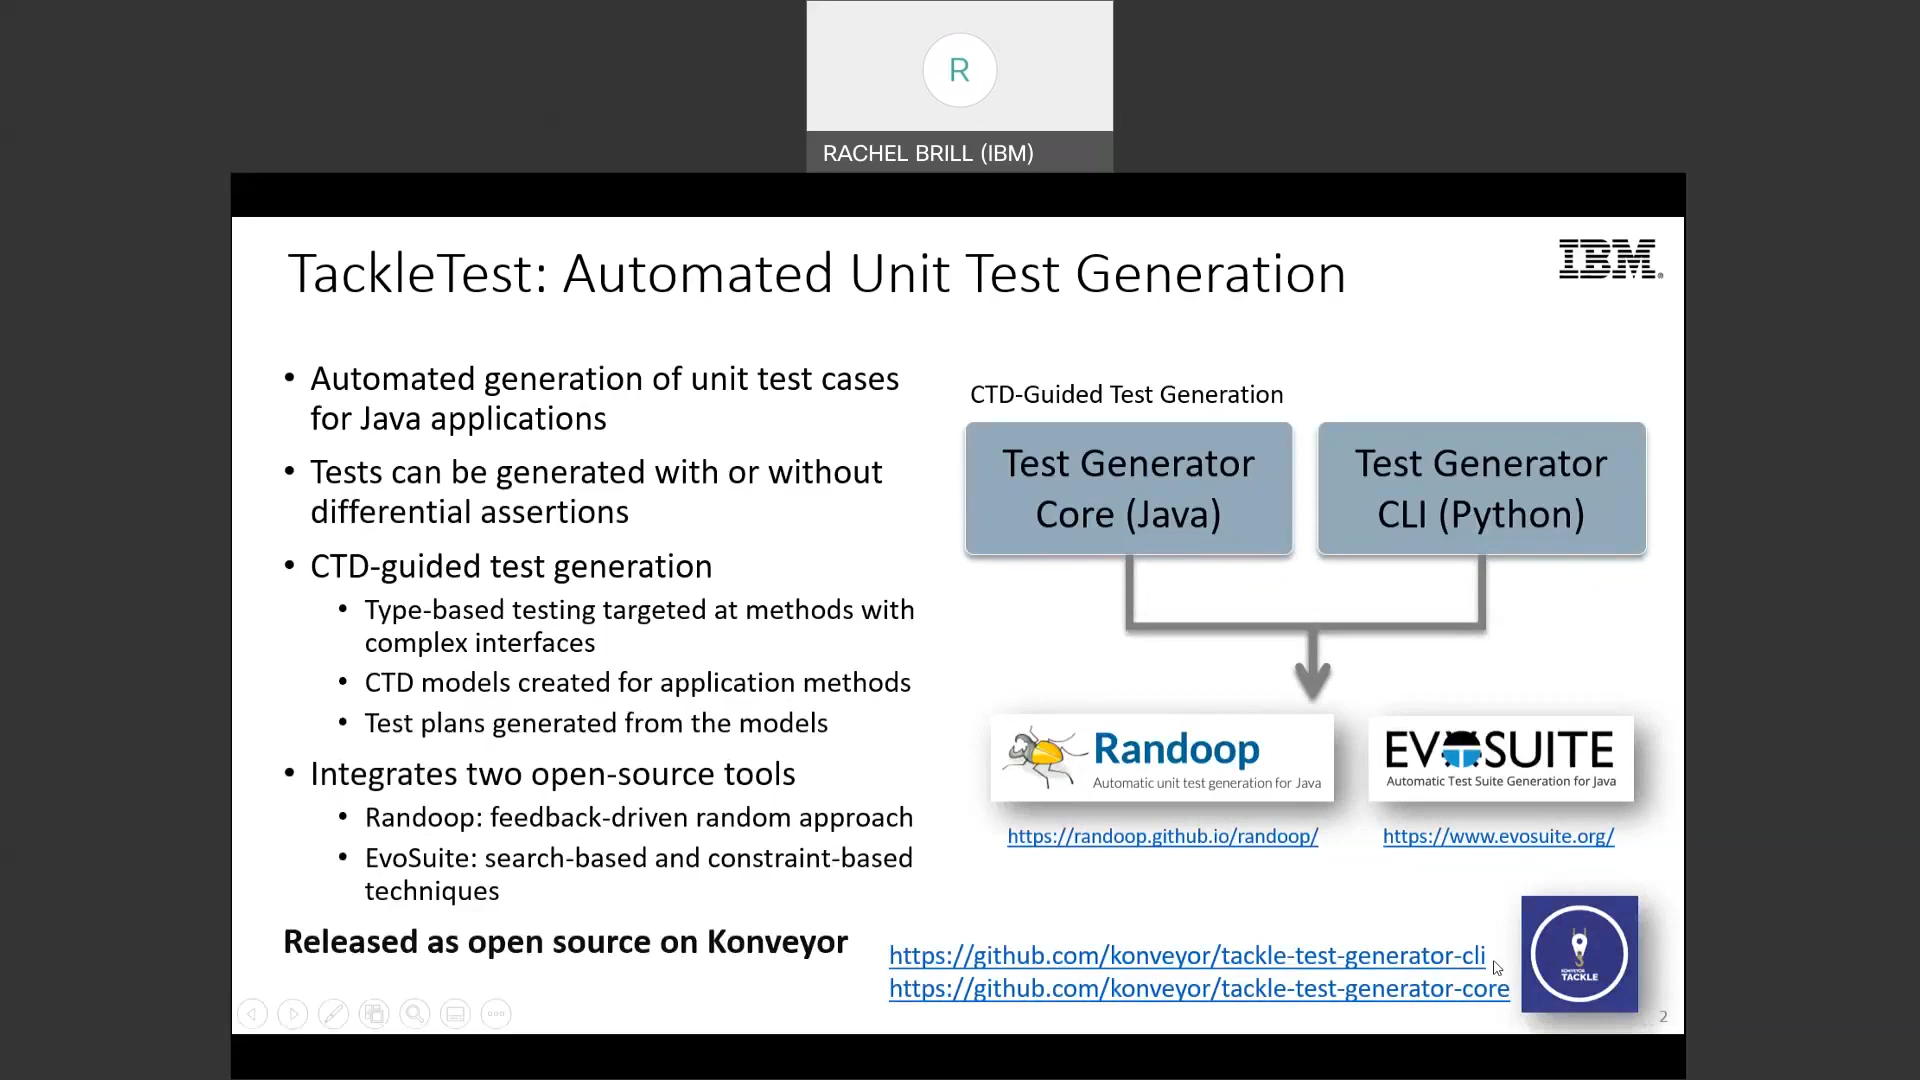 R
RACHEL BRILL (IBM)
TackleTest: Automated Unit Test Generation
IBM
• Automated generation of unit test cases
for Java applications
• Tests can be generated with or without
differential assertions
• CTD-guided test generation
• Type-based testing targeted at methods with
complex interfaces
• CTD models created for application methods
• Test plans generated from the models
• Integrates two open-source tools
• Randoop: feedback-driven random approach
• EvoSuite: search-based and constraint-based
techniques
Released as open source on Konveyor
CTD-Guided Test Generation
Test Generator
Core (Java)
Test Generator
CLI (Python)
Randoop
Automatic unit test generation for Java
EVOSUITE
Automatic Test Suite Generation for Java
https://randoop.github.io/randoop/
https://www.evosuite.org/
https://github.com/konveyor/tackle-test-generator-cli
https://github.com/konveyor/tackle-test-generator-core
KONVEYOR
TACKLE
2